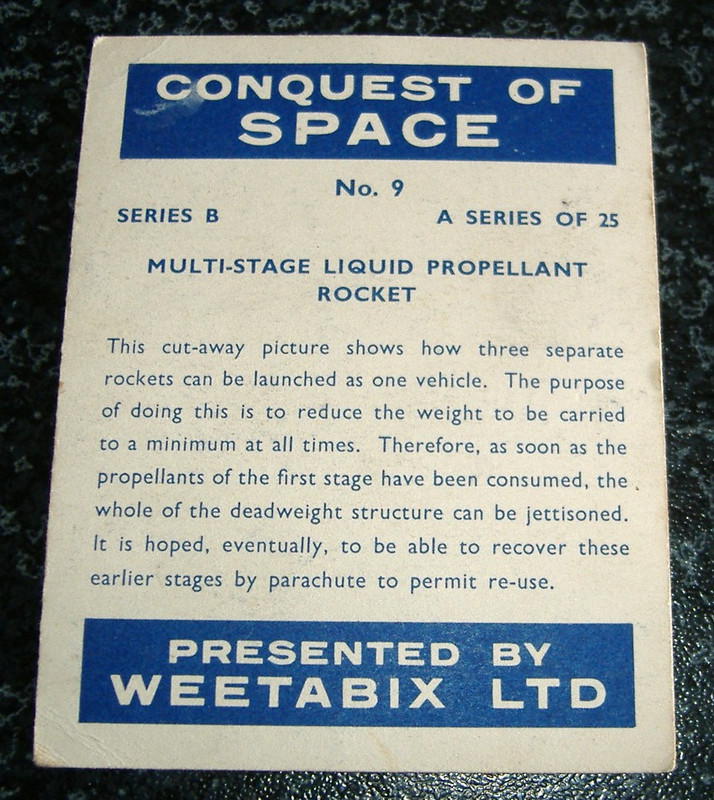 CONQUEST OF
SPACE
No. 9
SERIES B A SERIES OF 25
MULTI-STAGE LIQUID PROPELLANT
ROCKET
This cut-away picture shows how three separate
rockets can be launched as one vehicle. The purpose
of doing this is to reduce the weight to be carried
to a minimum at all times. Therefore, as soon as the
propellants of the first stage have been consumed, the
whole of the deadweight structure can be jettisoned.
It is hoped, eventually, to be able to recover these
earlier stages by parachute to permit re-use.
PRESENTED BY
WEETABIX LTD